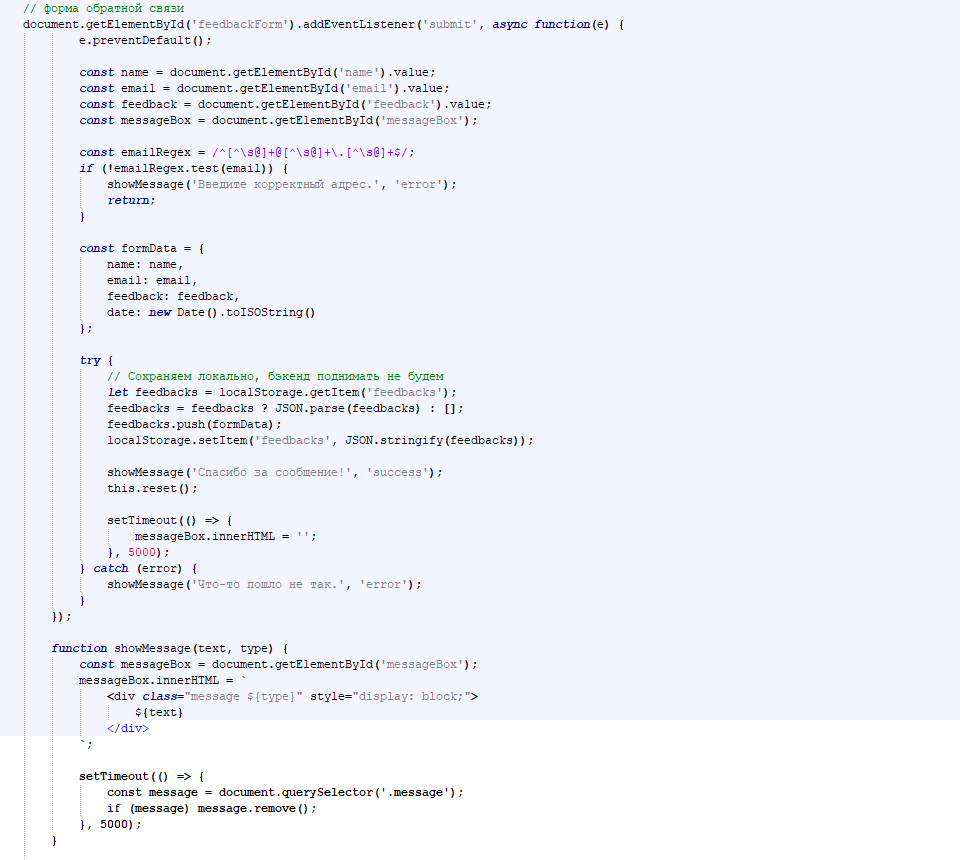 // форма обратной связи
document.getElementById('feedbackForm').addEventListener('submit', async function(e) {
        e.preventDefault();

        const name = document.getElementById('name').value;
        const email = document.getElementById('email').value;
        const feedback = document.getElementById('feedback').value;
        const messageBox = document.getElementById('messageBox');

        const emailRegex = /^[^\s@]+@[^\s@]+\.[^\s@]+$/;
        if (!emailRegex.test(email)) {
            showMessage('Введите корректный адрес.', 'error');
            return;
        }

        const formData = {
            name: name,
            email: email,
            feedback: feedback,
            date: new Date().toISOString()
        };

        try {
            // Сохраняем локально, бэкенд поднимать не будем
            let feedbacks = localStorage.getItem('feedbacks');
            feedbacks = feedbacks ? JSON.parse(feedbacks) : [];
            feedbacks.push(formData);
            localStorage.setItem('feedbacks', JSON.stringify(feedbacks));

            showMessage('Спасибо за сообщение!', 'success');
            this.reset();

            setTimeout(() => {
                messageBox.innerHTML = '';
            }, 5000);
        } catch (error) {
            showMessage('Что-то пошло не так.', 'error');
        }
    });

    function showMessage(text, type) {
        const messageBox = document.getElementById('messageBox');
        messageBox.innerHTML = `
            <div class="message ${type}" style="display: block;">
                ${text}
            </div>
        `;

        setTimeout(() => {
            const message = document.querySelector('.message');
            if (message) message.remove();
        }, 5000);
    }